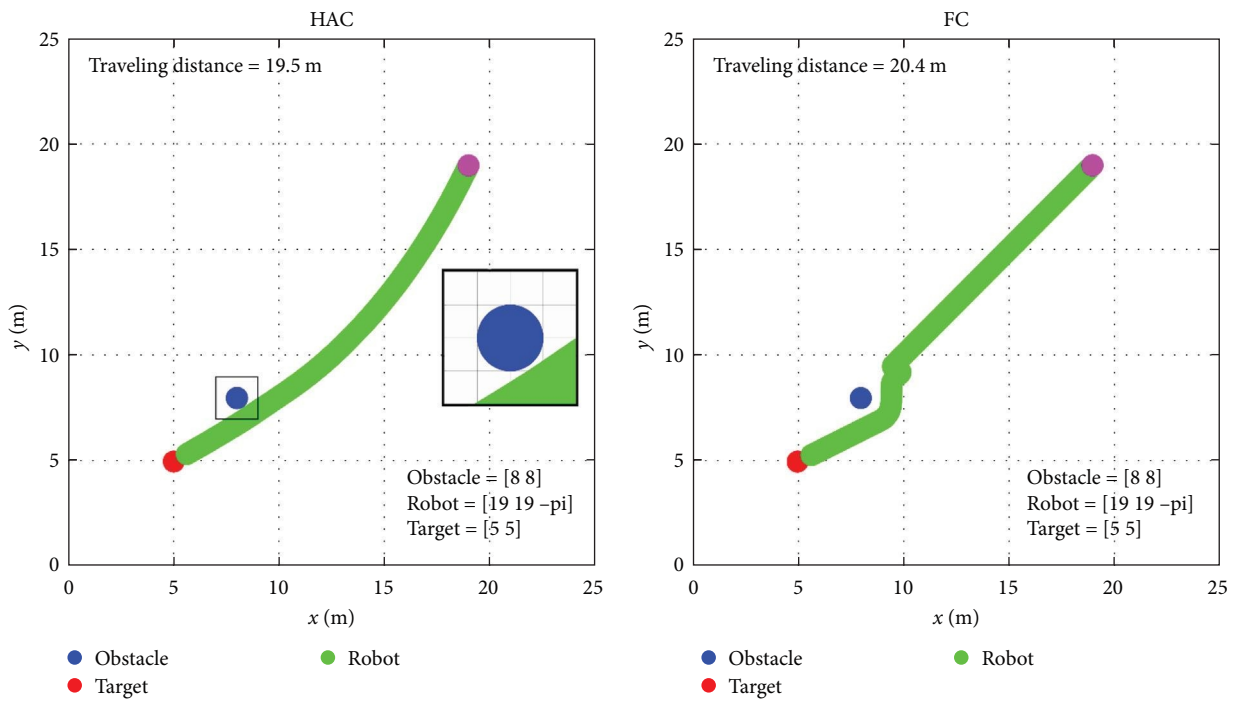 HAC
25
20
15
10
5
0
y (m)
Traveling distance = 19.5 m
Obstacle = [8 8]
Robot = [19 19 –pi]
Target = [5 5]
0 5 10 15 20 25
x (m)
Obstacle
Target
Robot
FC
25
20
15
10
5
0
y (m)
Traveling distance = 20.4 m
Obstacle = [8 8]
Robot = [19 19 –pi]
Target = [5 5]
0 5 10 15 20 25
x (m)
Obstacle
Target
Robot